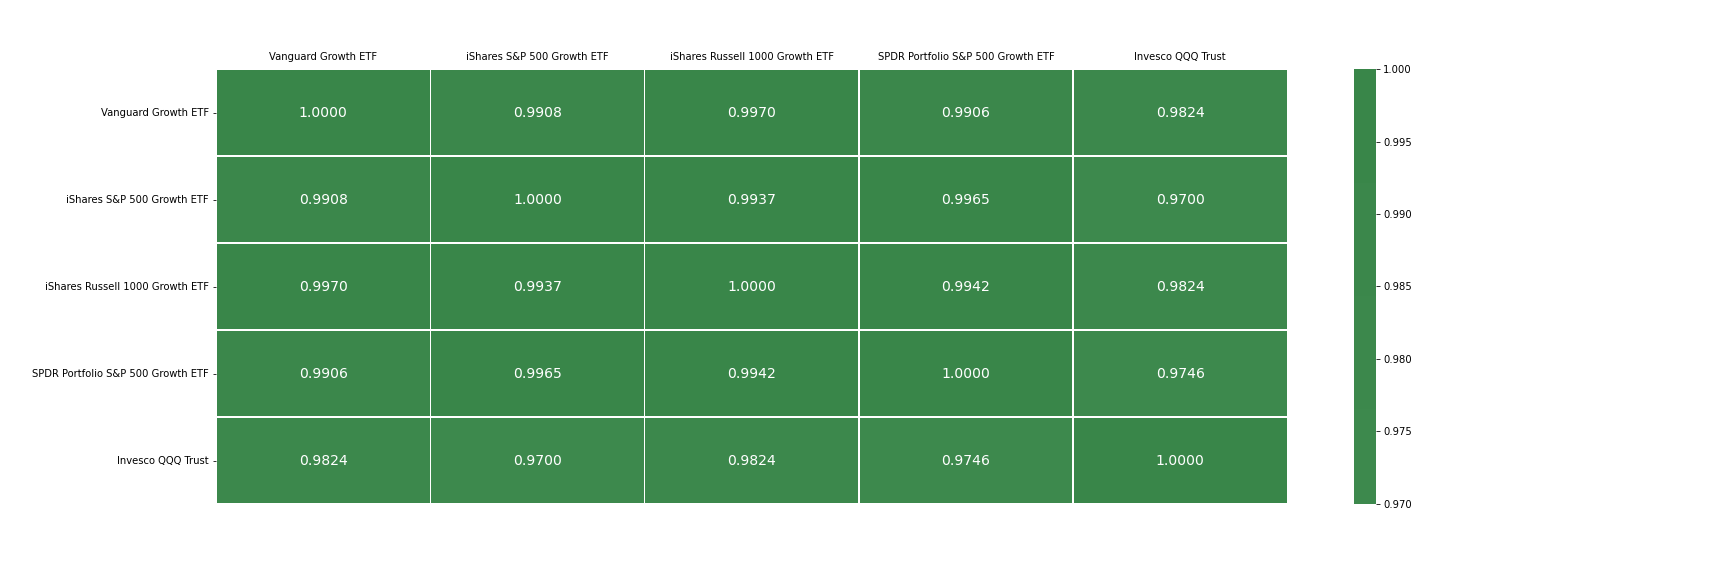 Vanguard Growth ETF iShares S&P 500 Growth ETF iShares Russell 1000 Growth ETF SPDR Portfolio S&P 500 Growth ETF Invesco QQQ Trust
Vanguard Growth ETF 1.0000 0.9908 0.9970 0.9906 0.9824
iShares S&P 500 Growth ETF 0.9908 1.0000 0.9937 0.9965 0.9700
iShares Russell 1000 Growth ETF 0.9970 0.9937 1.0000 0.9942 0.9824
SPDR Portfolio S&P 500 Growth ETF 0.9906 0.9965 0.9942 1.0000 0.9746
Invesco QQQ Trust 0.9824 0.9700 0.9824 0.9746 1.0000
1.000
0.995
0.990
0.985
0.980
0.975
0.970